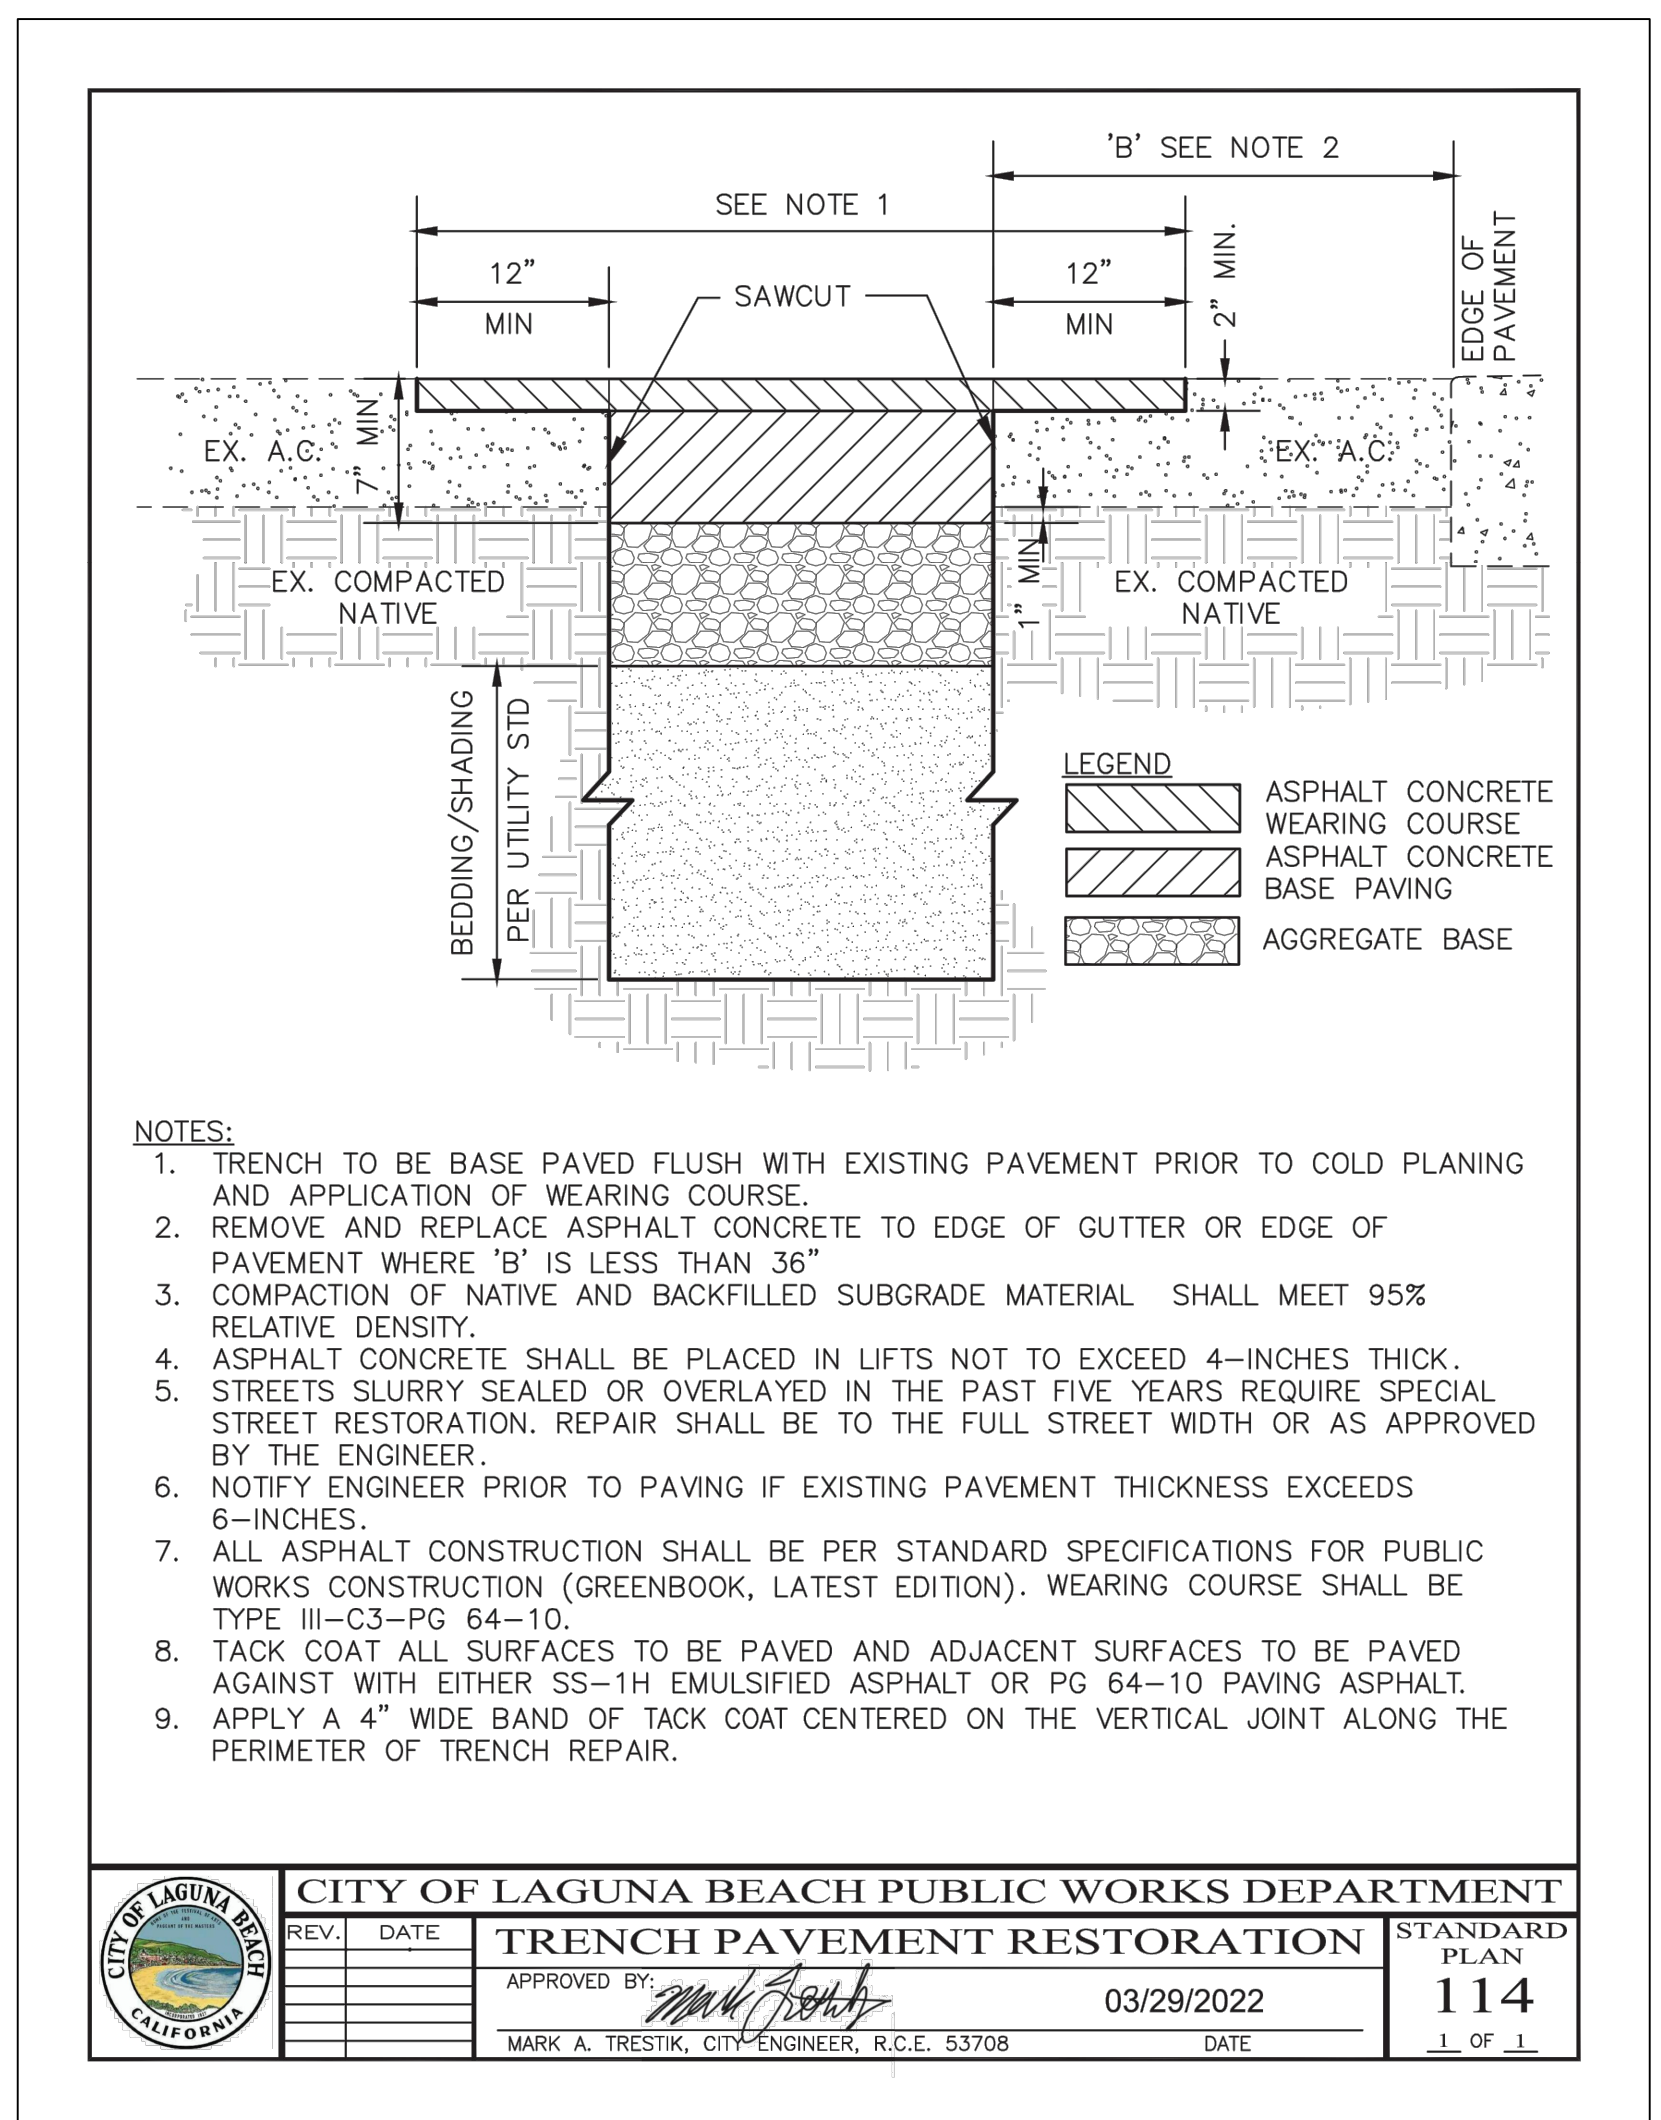 'B' SEE NOTE 2
SEE NOTE 1
12"
MIN
SAWCUT
12"
MIN
2" MIN.
EDGE OF
PAVEMENT
EX. A.C.
7" MIN
EX. A.C.
1" MIN
EX. COMPACTED
NATIVE
EX. COMPACTED
NATIVE
BEDDING/SHADING
PER UTILITY STD
LEGEND
ASPHALT CONCRETE
WEARING COURSE
ASPHALT CONCRETE
BASE PAVING
AGGREGATE BASE
NOTES:
1. TRENCH TO BE BASE PAVED FLUSH WITH EXISTING PAVEMENT PRIOR TO COLD PLANING
AND APPLICATION OF WEARING COURSE.
2. REMOVE AND REPLACE ASPHALT CONCRETE TO EDGE OF GUTTER OR EDGE OF
PAVEMENT WHERE 'B' IS LESS THAN 36"
3. COMPACTION OF NATIVE AND BACKFILLED SUBGRADE MATERIAL SHALL MEET 95%
RELATIVE DENSITY.
4. ASPHALT CONCRETE SHALL BE PLACED IN LIFTS NOT TO EXCEED 4-INCHES THICK.
5. STREETS SLURRY SEALED OR OVERLAYED IN THE PAST FIVE YEARS REQUIRE SPECIAL
STREET RESTORATION. REPAIR SHALL BE TO THE FULL STREET WIDTH OR AS APPROVED
BY THE ENGINEER.
6. NOTIFY ENGINEER PRIOR TO PAVING IF EXISTING PAVEMENT THICKNESS EXCEEDS
6-INCHES.
7. ALL ASPHALT CONSTRUCTION SHALL BE PER STANDARD SPECIFICATIONS FOR PUBLIC
WORKS CONSTRUCTION (GREENBOOK, LATEST EDITION). WEARING COURSE SHALL BE
TYPE III-C3-PG 64-10.
8. TACK COAT ALL SURFACES TO BE PAVED AND ADJACENT SURFACES TO BE PAVED
AGAINST WITH EITHER SS-1H EMULSIFIED ASPHALT OR PG 64-10 PAVING ASPHALT.
9. APPLY A 4" WIDE BAND OF TACK COAT CENTERED ON THE VERTICAL JOINT ALONG THE
PERIMETER OF TRENCH REPAIR.
CITY OF LAGUNA BEACH
CALIFORNIA
CITY OF LAGUNA BEACH PUBLIC WORKS DEPARTMENT
REV. DATE
TRENCH PAVEMENT RESTORATION
APPROVED BY:
03/29/2022
MARK A. TRESTIK, CITY ENGINEER, R.C.E. 53708
DATE
STANDARD
PLAN
114
1 OF 1